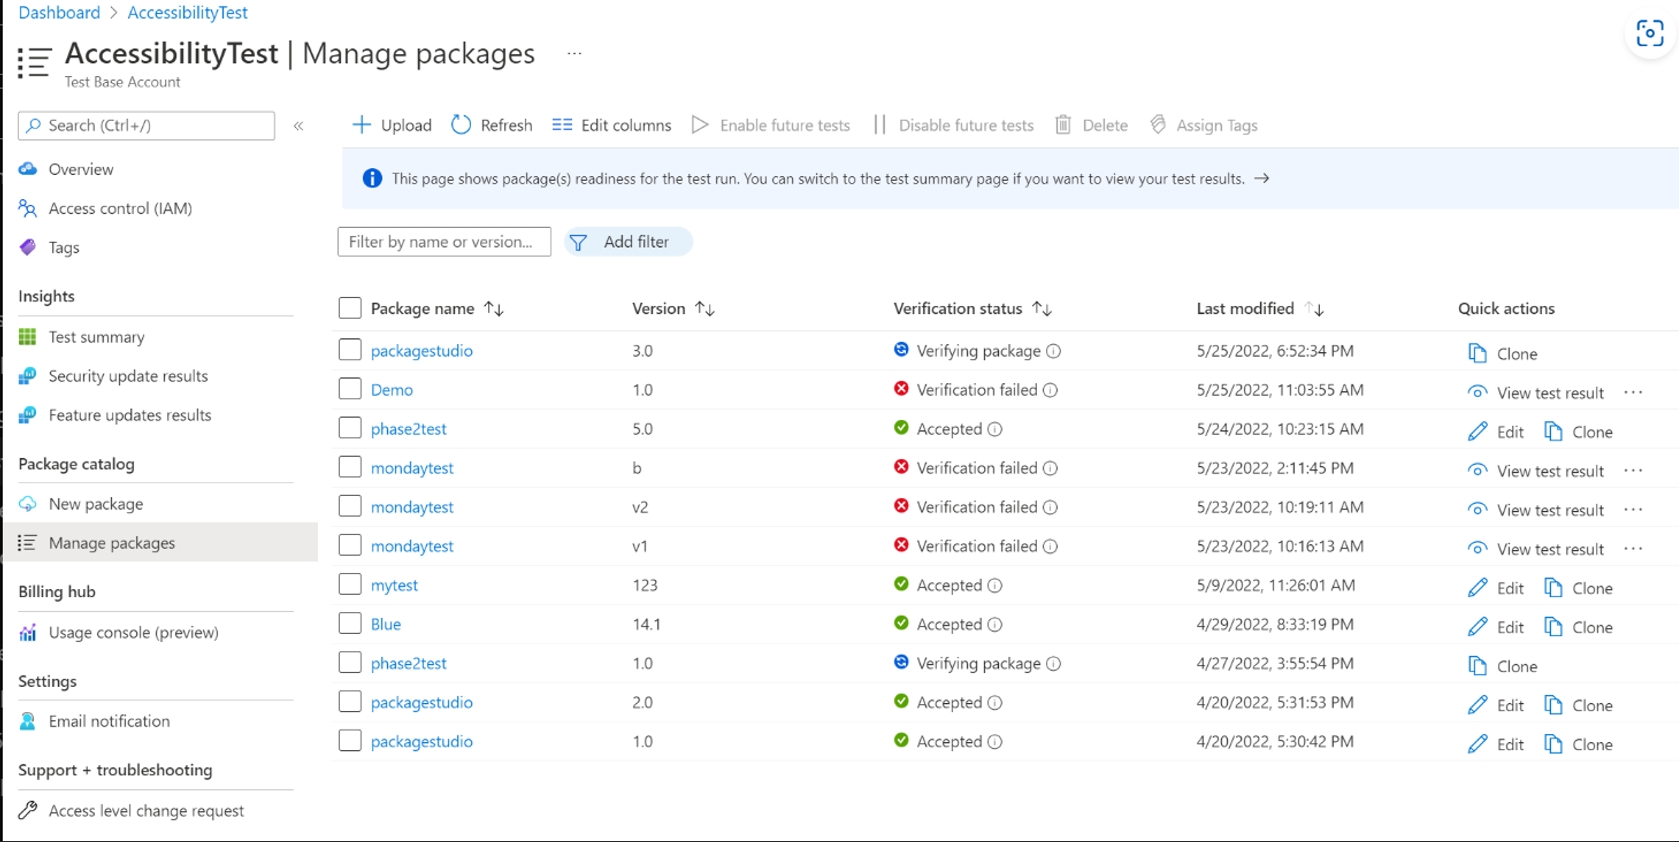 Dashboard > AccessibilityTest
AccessibilityTest | Manage packages ...
Test Base Account
Search (Ctrl+/) «
Overview
Access control (IAM)
Tags
Insights
Test summary
Security update results
Feature updates results
Package catalog
New package
Manage packages
Billing hub
Usage console (preview)
Settings
Email notification
Support + troubleshooting
Access level change request
Upload Refresh Edit columns Enable future tests Disable future tests Delete Assign Tags
This page shows package(s) readiness for the test run. You can switch to the test summary page if you want to view your test results. →
Filter by name or version... Add filter
Package name ↑↓ Version ↑↓ Verification status ↑↓ Last modified ↑↓ Quick actions
packagestudio 3.0 Verifying package 5/25/2022, 6:52:34 PM Clone
Demo 1.0 Verification failed 5/25/2022, 11:03:55 AM View test result ...
phase2test 5.0 Accepted 5/24/2022, 10:23:15 AM Edit Clone
mondaytest b Verification failed 5/23/2022, 2:11:45 PM View test result ...
mondaytest v2 Verification failed 5/23/2022, 10:19:11 AM View test result ...
mondaytest v1 Verification failed 5/23/2022, 10:16:13 AM View test result ...
mytest 123 Accepted 5/9/2022, 11:26:01 AM Edit Clone
Blue 14.1 Accepted 4/29/2022, 8:33:19 PM Edit Clone
phase2test 1.0 Verifying package 4/27/2022, 3:55:54 PM Clone
packagestudio 2.0 Accepted 4/20/2022, 5:31:53 PM Edit Clone
packagestudio 1.0 Accepted 4/20/2022, 5:30:42 PM Edit Clone